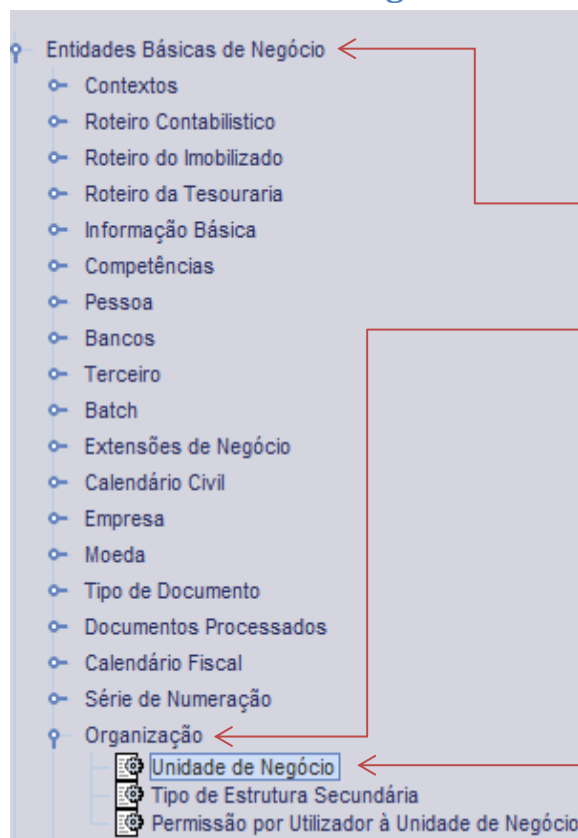 Entidades Básicas de Negócio
Contextos
Roteiro Contabilistico
Roteiro do Imobilizado
Roteiro da Tesouraria
Informação Básica
Competências
Pessoa
Bancos
Terceiro
Batch
Extensões de Negócio
Calendário Civil
Empresa
Moeda
Tipo de Documento
Documentos Processados
Calendário Fiscal
Série de Numeração
Organização
Unidade de Negócio
Tipo de Estrutura Secundária
Permissão por Utilizador à Unidade de Negócio